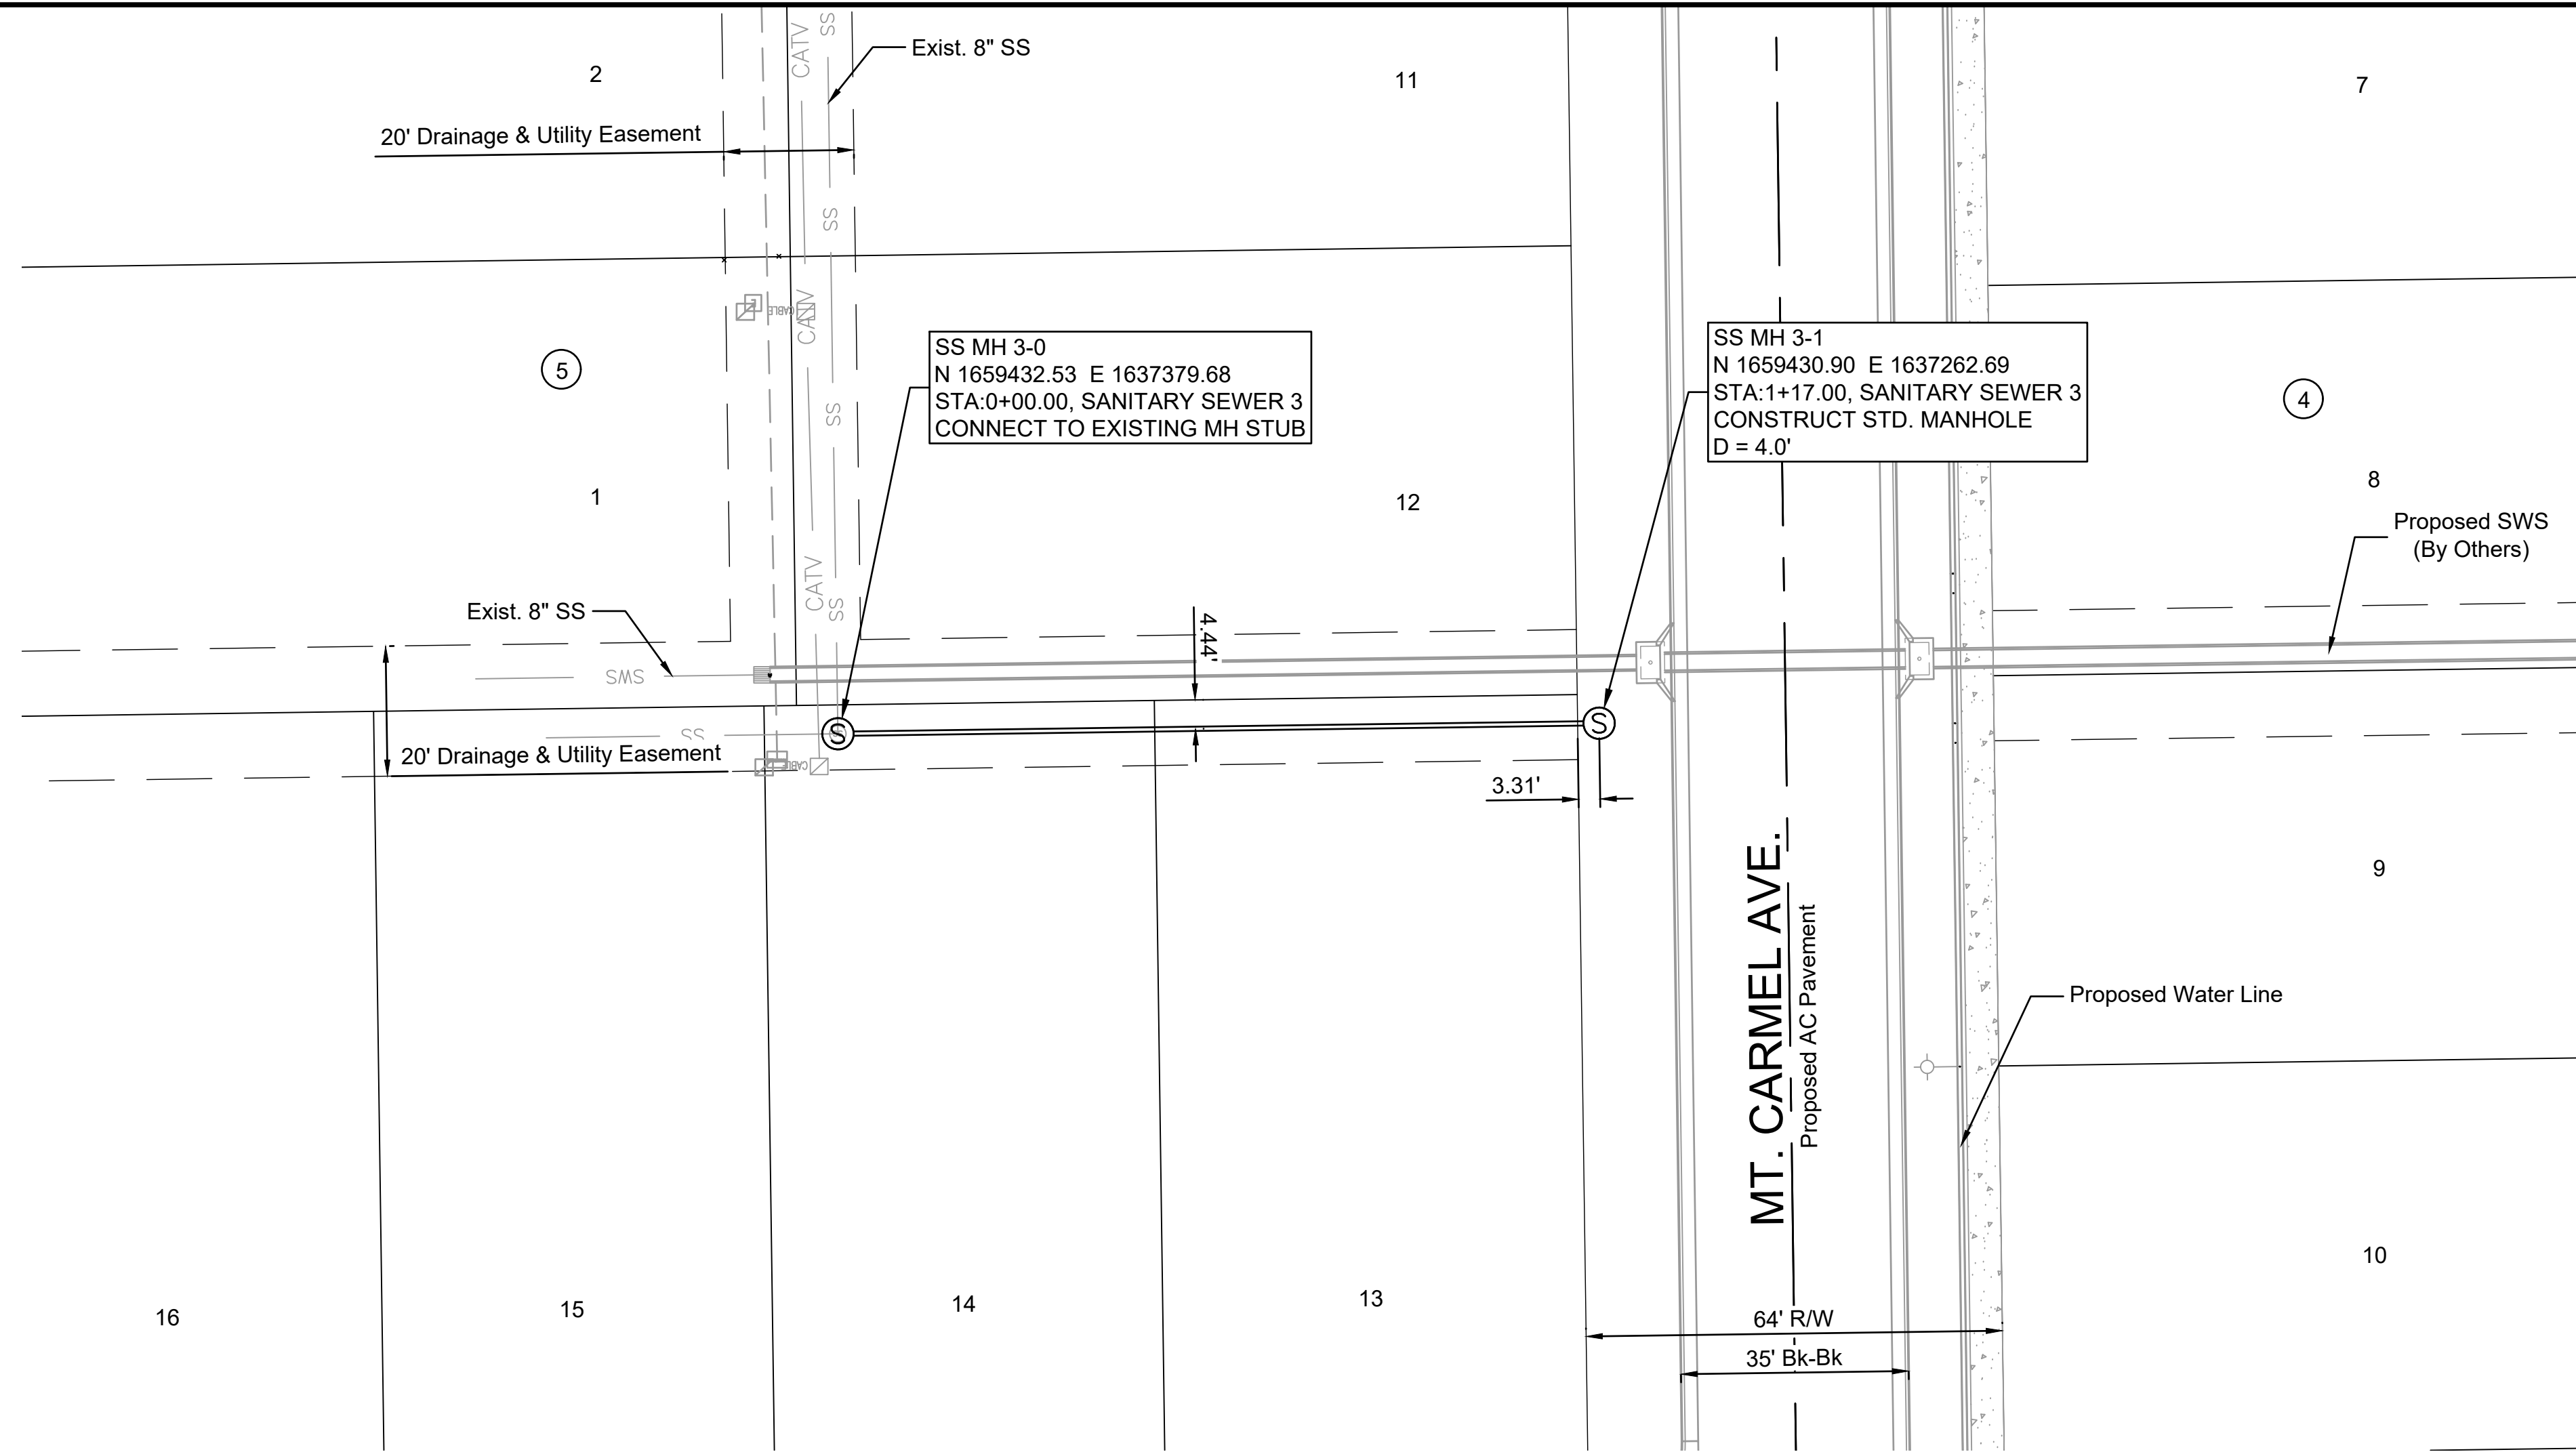 CATV
SS
Exist. 8" SS
2
11
7
20' Drainage & Utility Easement
SS
CABLE
CATV
SS MH 3-0
N 1659432.53 E 1637379.68
STA:0+00.00, SANITARY SEWER 3
CONNECT TO EXISTING MH STUB
SS MH 3-1
N 1659430.90 E 1637262.69
STA:1+17.00, SANITARY SEWER 3
CONSTRUCT STD. MANHOLE
D = 4.0'
5
4
SS
1
12
8
Proposed SWS
(By Others)
CATV
SS
Exist. 8" SS
4.44'
SWS
S
S
SS
20' Drainage & Utility Easement
CABLE
3.31'
MT. CARMEL AVE.
Proposed AC Pavement
9
Proposed Water Line
10
16
15
14
13
64' R/W
35' Bk-Bk